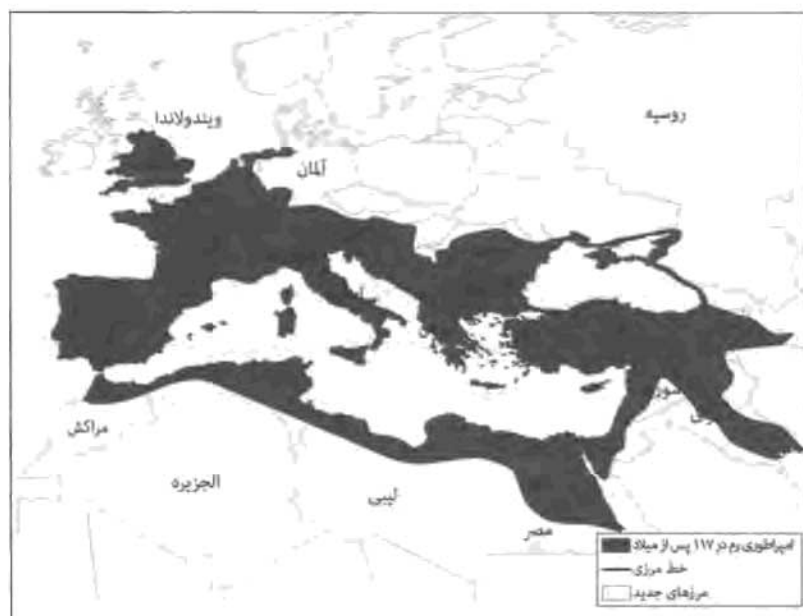 ویندولاندا
روسیه
آلمان
مراکش
الجزیره
لیبی
مصر
امپراطوری رم در ۱۱۷ پس از میلاد
خط مرزی
مرزهای جدید